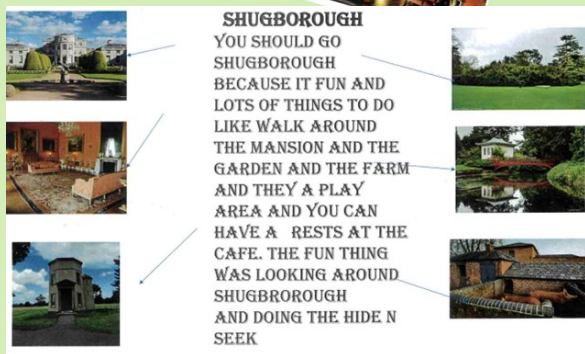 SHUGBOROUGH
YOU SHOULD GO
SHUGBOROUGH
BECAUSE IT FUN AND
LOTS OF THINGS TO DO
LIKE WALK AROUND
THE MANSION AND THE
GARDEN AND THE FARM
AND THEY A PLAY
AREA AND YOU CAN
HAVE A RESTS AT THE
CAFE. THE FUN THING
WAS LOOKING AROUND
SHUGBROROUGH
AND DOING THE HIDE N
SEEK